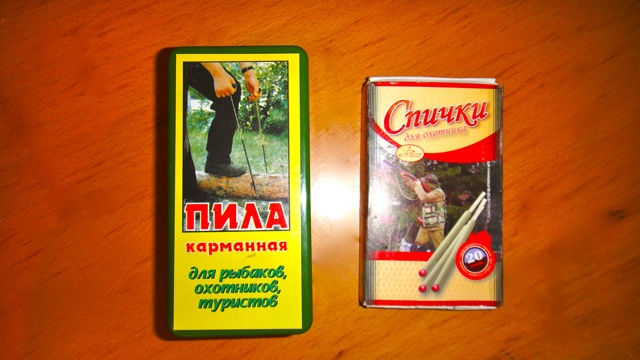 ПИЛА
карманная
для рыбаков,
охотников,
туристов
Спички
для охотника
20